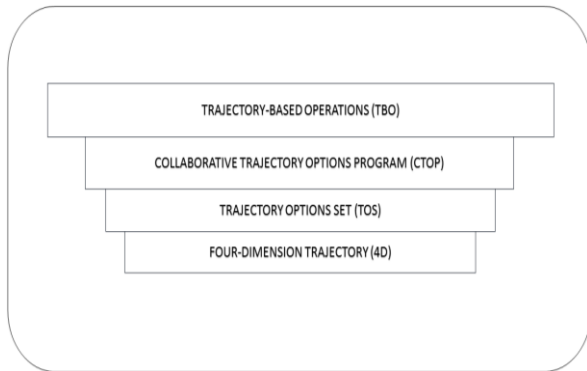 TRAJECTORY-BASED OPERATIONS (TBO)
COLLABORATIVE TRAJECTORY OPTIONS PROGRAM (CTOP)
TRAJECTORY OPTIONS SET (TOS)
FOUR-DIMENSION TRAJECTORY (4D)